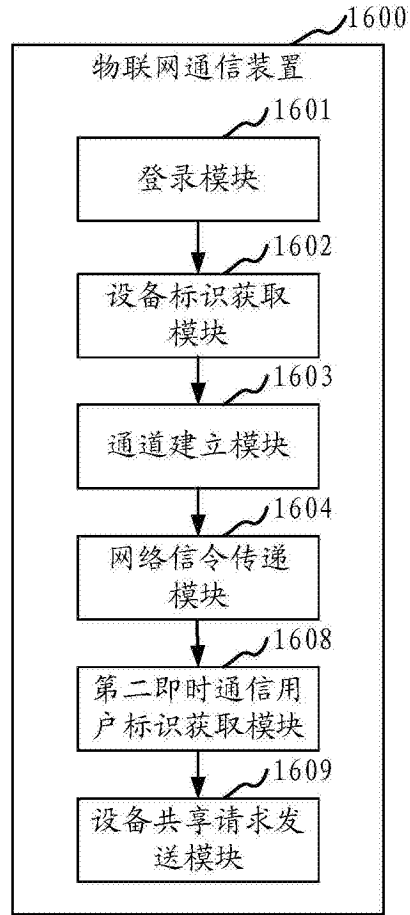 1600
物联网通信装置
1601
登录模块
1602
设备标识获取
模块
1603
通道建立模块
1604
网络信令传递
模块
1608
第二即时通信用
户标识获取模块
1609
设备共享请求发
送模块